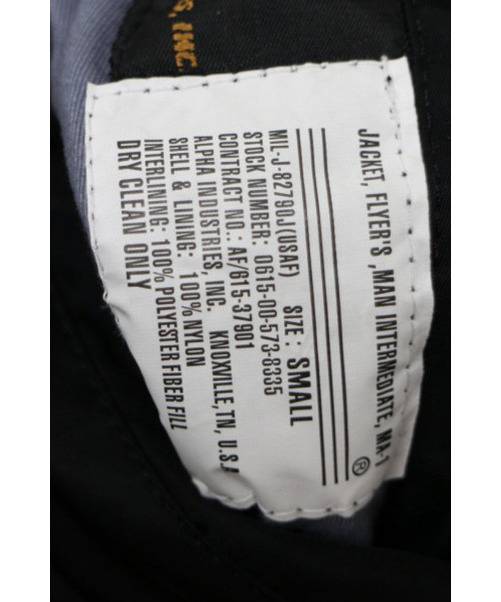 S, INC.
JACKET, FLYER'S ,MAN INTERMEDIATE, MA-1
®
SIZE: SMALL
MIL-J-82790J(USAF)
STOCK NUMBER: 0615-00-573-8335
CONTRACT NO.: AF/615-37901
ALPHA INDUSTRIES, INC. KNOXVILLE,TN, U.S.A
SHELL & LINING: 100% NYLON
INTERLINING: 100% POLYESTER FIBER FILL
DRY CLEAN ONLY